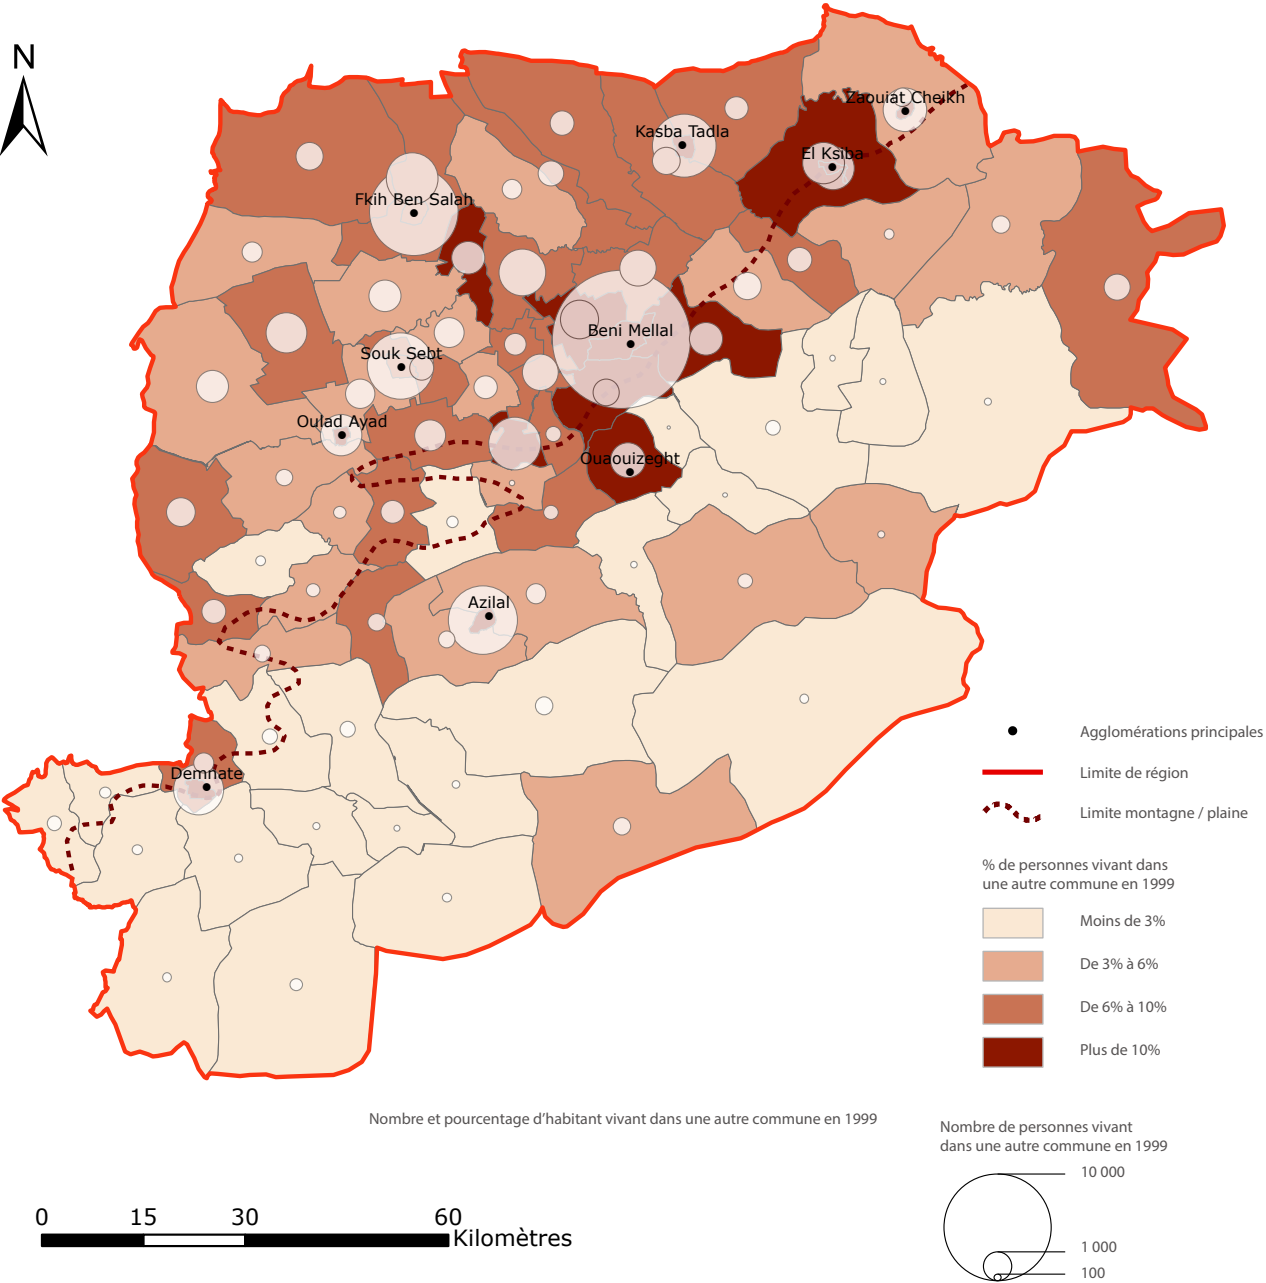 N
Zaouiat Cheikh
Kasba Tadla
El Ksiba
Fkih Ben Salah
Beni Mellal
Souk Sebt
Oulad Ayad
Ouaouizeght
Azilal
Demnate
Agglomérations principales
Limite de région
Limite montagne / plaine
% de personnes vivant dans
une autre commune en 1999
Moins de 3%
De 3% à 6%
De 6% à 10%
Plus de 10%
Nombre et pourcentage d'habitant vivant dans une autre commune en 1999
Nombre de personnes vivant
dans une autre commune en 1999
10 000
1 000
100
0 15 30 60
Kilomètres